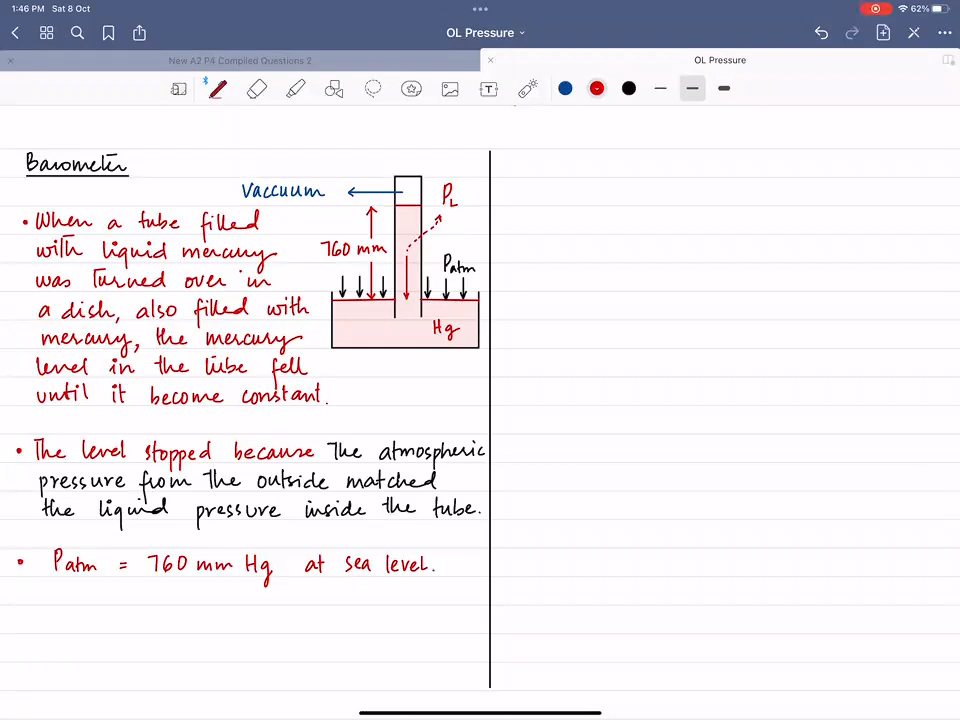 1:46 PM Sat 8 Oct
62%
OL Pressure
New A2 P4 Compiled Questions 2
OL Pressure
T
Barometer
Vaccuum
PL
• When a tube filled
with liquid mercury
was turned over in
a dish, also filled with
mercury, the mercury
level in the tube fell
until it become constant.
760 mm
Patm
Hg
• The level stopped because the atmospheric
pressure from the outside matched
the liquid pressure inside the tube.
• Patm = 760 mm Hg at sea level.